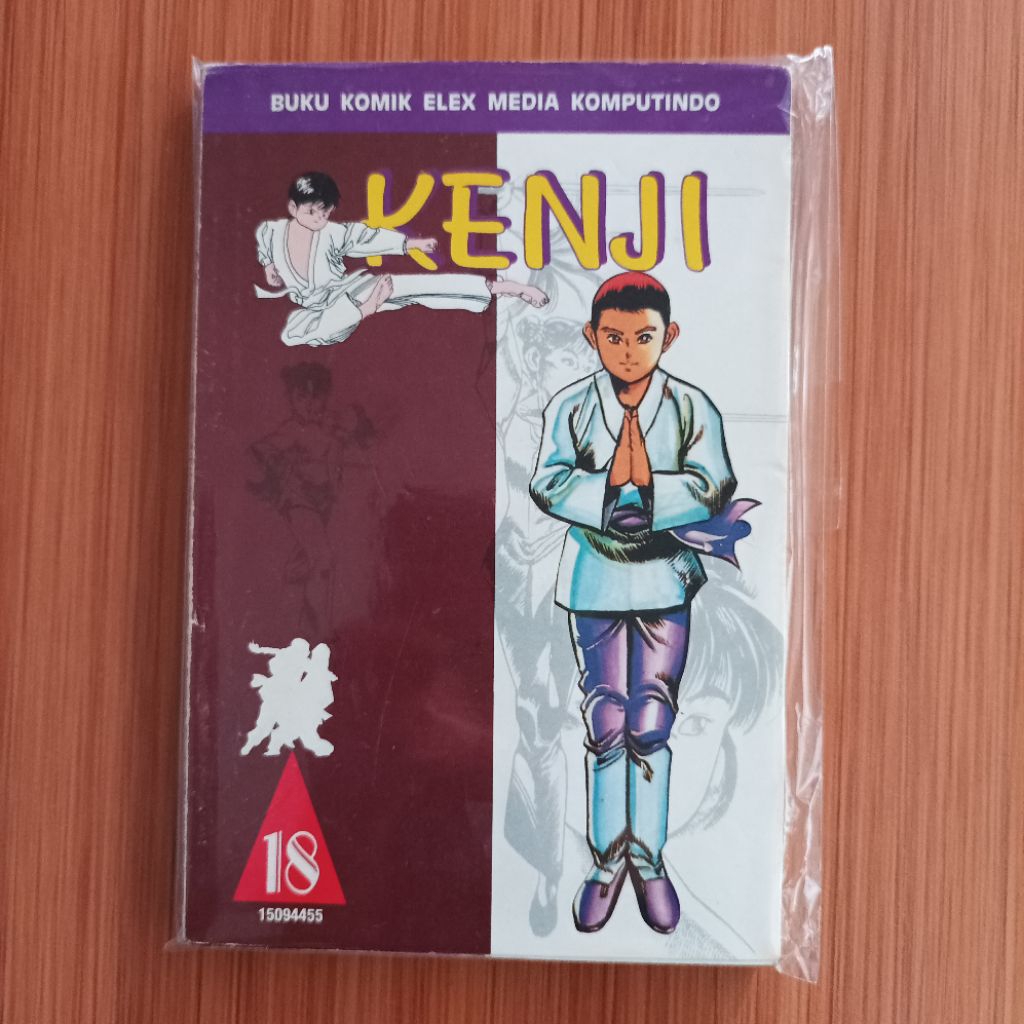 BUKU KOMIK ELEX MEDIA KOMPUTINDO
KENJI
18
15094455